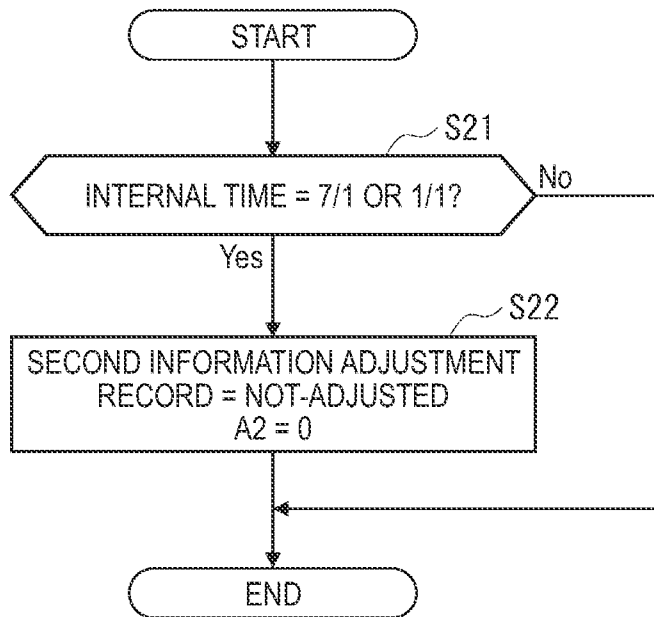 START
S21
INTERNAL TIME = 7/1 OR 1/1?
No
Yes
S22
SECOND INFORMATION ADJUSTMENT
RECORD = NOT-ADJUSTED
A2 = 0
END